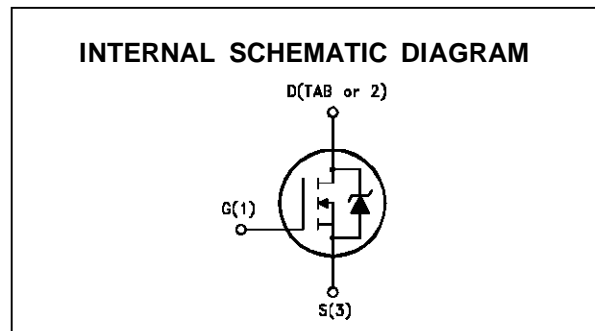 INTERNAL SCHEMATIC DIAGRAM
D(TAB or 2)
G(1)
S(3)